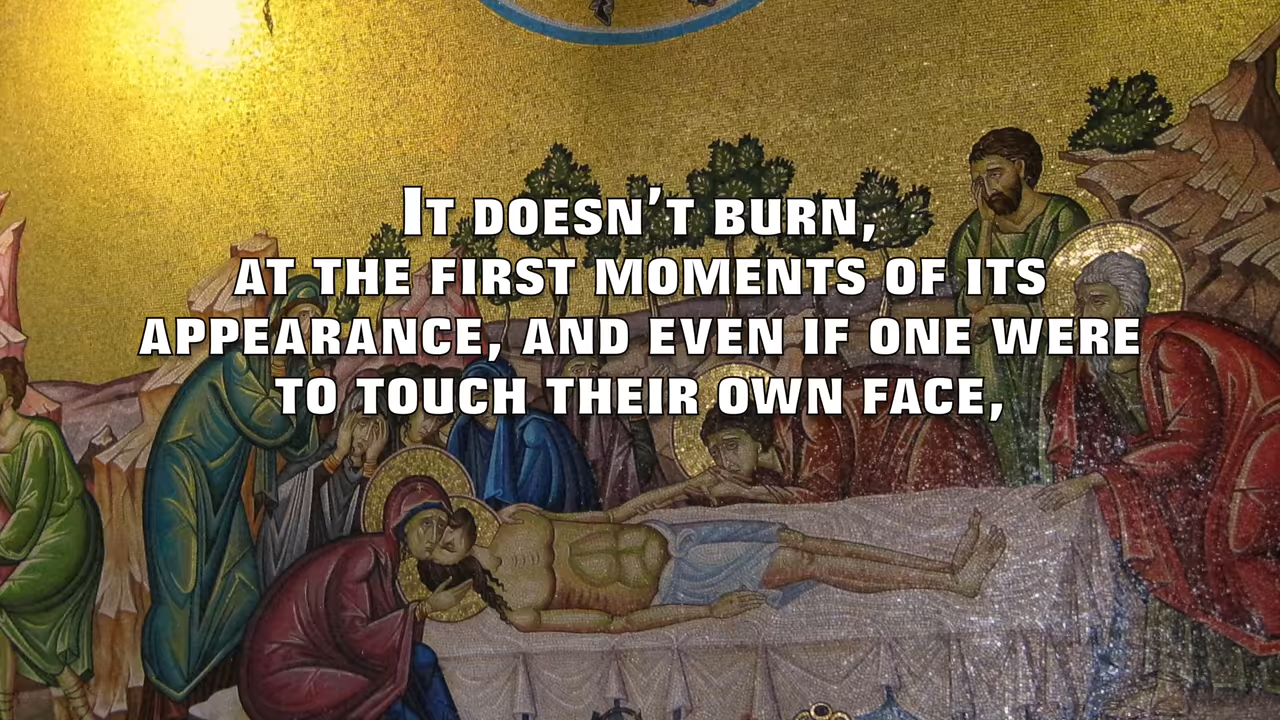 It doesn't burn,
at the first moments of its
appearance, and even if one were
to touch their own face,